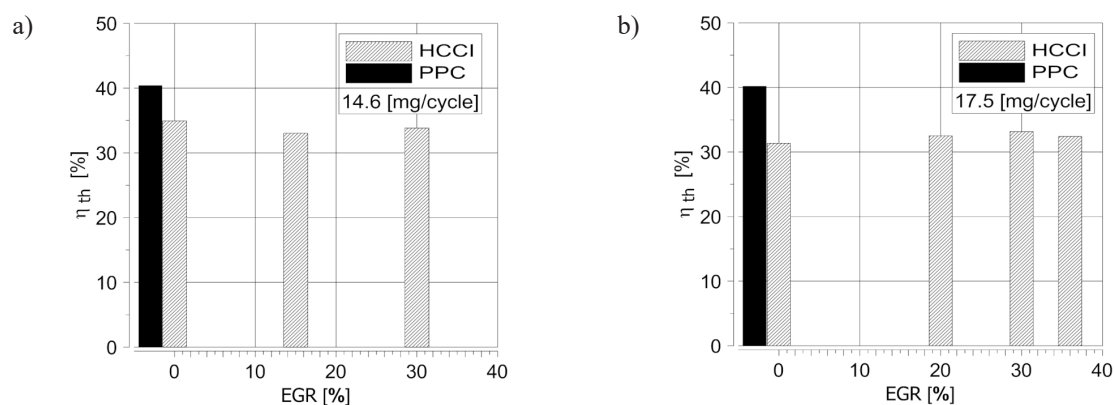 a)
50
40
30
20
10
0
η th [%]
HCCI
PPC
14.6 [mg/cycle]
0 10 20 30 40
EGR [%]
b)
50
40
30
20
10
0
η th [%]
HCCI
PPC
17.5 [mg/cycle]
0 10 20 30 40
EGR [%]